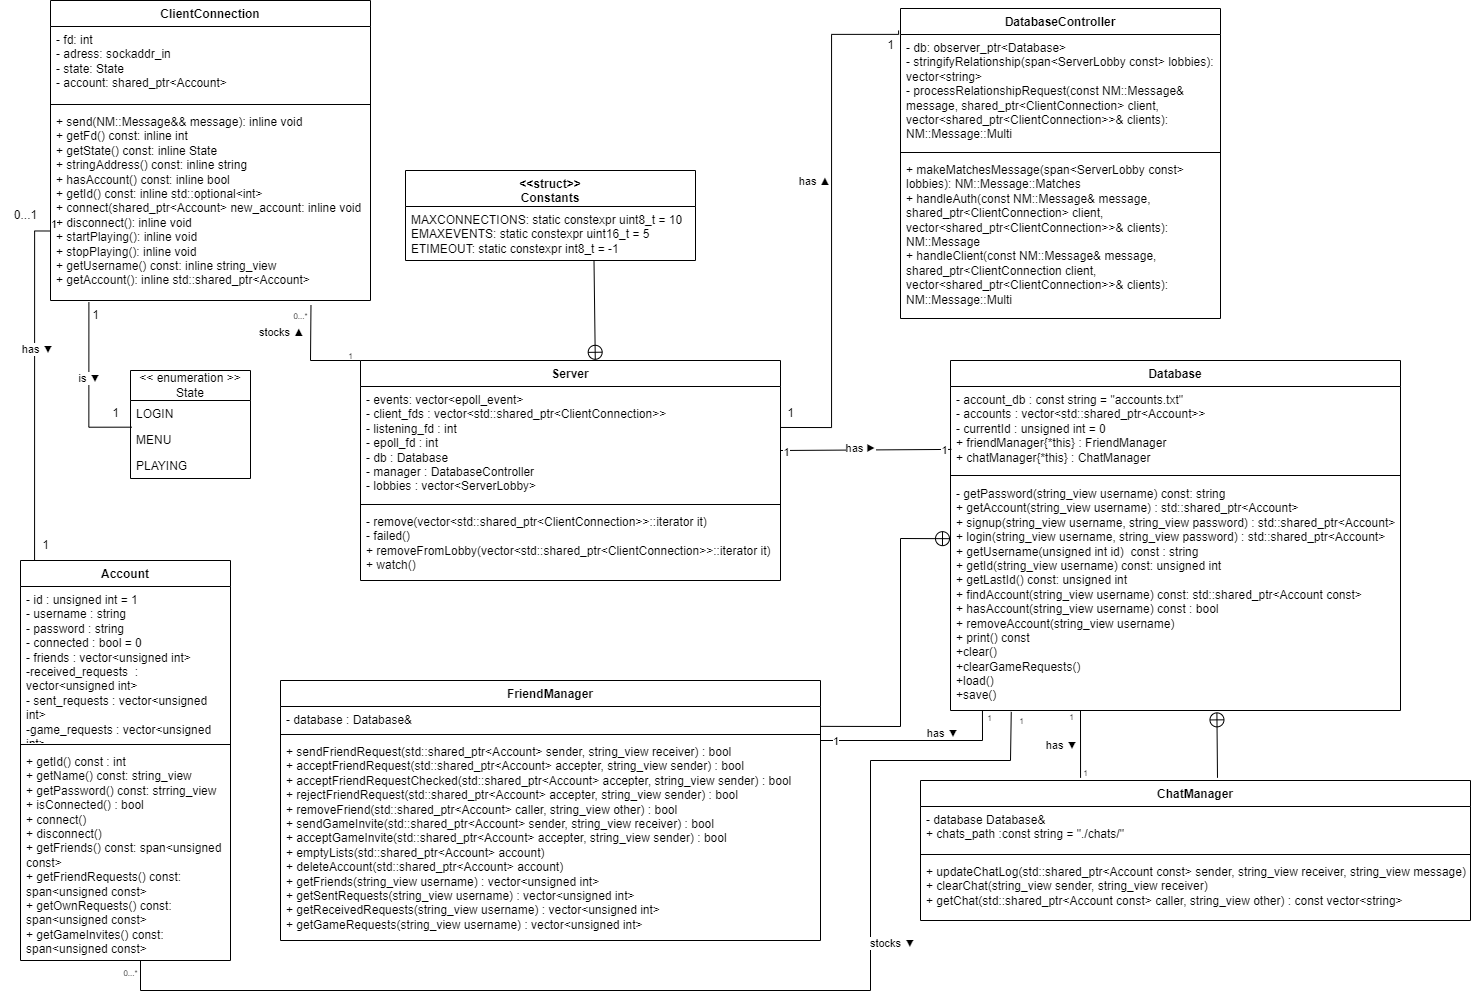 ClientConnection
- fd: int
- adress: sockaddr_in
- state: State
- account: shared_ptr<Account>
+ send(NM::Message&& message): inline void
+ getFd() const: inline int
+ getState() const: inline State
+ stringAddress() const: inline string
+ hasAccount() const: inline bool
+ getId() const: inline std::optional<int>
+ connect(shared_ptr<Account> new_account: inline void
+ disconnect(): inline void
+ startPlaying(): inline void
+ stopPlaying(): inline void
+ getUsername() const: inline string_view
+ getAccount(): inline std::shared_ptr<Account>
0...1
1
has ▼
1
1
is ▼
1
<< enumeration >>
State
LOGIN
MENU
PLAYING
0...*
stocks ▲
1
<<struct>>
Constants
MAXCONNECTIONS: static constexpr uint8_t = 10
EMAXEVENTS: static constexpr uint16_t = 5
ETIMEOUT: static constexpr int8_t = -1
DatabaseController
- db: observer_ptr<Database>
- stringifyRelationship(span<ServerLobby const> lobbies):
vector<string>
- processRelationshipRequest(const NM::Message&
message, shared_ptr<ClientConnection> client,
vector<shared_ptr<ClientConnection>>& clients):
NM::Message::Multi
+ makeMatchesMessage(span<ServerLobby const>
lobbies): NM::Message::Matches
+ handleAuth(const NM::Message& message,
shared_ptr<ClientConnection> client,
vector<shared_ptr<ClientConnection>>& clients):
NM::Message
+ handleClient(const NM::Message& message,
shared_ptr<ClientConnection client,
vector<shared_ptr<ClientConnection>>& clients):
NM::Message::Multi
1
has ▲
1
Server
- events: vector<epoll_event>
- client_fds : vector<std::shared_ptr<ClientConnection>>
- listening_fd : int
- epoll_fd : int
- db : Database
- manager : DatabaseController
- lobbies : vector<ServerLobby>
- remove(vector<std::shared_ptr<ClientConnection>>::iterator it)
- failed()
+ removeFromLobby(vector<std::shared_ptr<ClientConnection>>::iterator it)
+ watch()
1
has ▶
1
Database
- account_db : const string = "accounts.txt"
- accounts : vector<std::shared_ptr<Account>>
- currentId : unsigned int = 0
+ friendManager{*this} : FriendManager
+ chatManager{*this} : ChatManager
- getPassword(string_view username) const: string
+ getAccount(string_view username) : std::shared_ptr<Account>
+ signup(string_view username, string_view password) : std::shared_ptr<Account>
+ login(string_view username, string_view password) : std::shared_ptr<Account>
+ getUsername(unsigned int id)  const : string
+ getId(string_view username) const: unsigned int
+ getLastId() const: unsigned int
+ findAccount(string_view username) const: std::shared_ptr<Account const>
+ hasAccount(string_view username) const : bool
+ removeAccount(string_view username)
+ print() const
+clear()
+clearGameRequests()
+load()
+save()
Account
- id : unsigned int = 1
- username : string
- password : string
- connected : bool = 0
- friends : vector<unsigned int>
-received_requests  :
vector<unsigned int>
- sent_requests : vector<unsigned
int>
-game_requests : vector<unsigned
int>
+ getId() const : int
+ getName() const: string_view
+ getPassword() const: strring_view
+ isConnected() : bool
+ connect()
+ disconnect()
+ getFriends() const: span<unsigned
const>
+ getFriendRequests() const:
span<unsigned const>
+ getOwnRequests() const:
span<unsigned const>
+ getGameInvites() const:
span<unsigned const>
0...*
FriendManager
- database : Database&
+ sendFriendRequest(std::shared_ptr<Account> sender, string_view receiver) : bool
+ acceptFriendRequest(std::shared_ptr<Account> accepter, string_view sender) : bool
+ acceptFriendRequestChecked(std::shared_ptr<Account> accepter, string_view sender) : bool
+ rejectFriendRequest(std::shared_ptr<Account> accepter, string_view sender) : bool
+ removeFriend(std::shared_ptr<Account> caller, string_view other) : bool
+ sendGameInvite(std::shared_ptr<Account> sender, string_view receiver) : bool
+ acceptGameInvite(std::shared_ptr<Account> accepter, string_view sender) : bool
+ emptyLists(std::shared_ptr<Account> account)
+ deleteAccount(std::shared_ptr<Account> account)
+ getFriends(string_view username) : vector<unsigned int>
+ getSentRequests(string_view username) : vector<unsigned int>
+ getReceivedRequests(string_view username) : vector<unsigned int>
+ getGameRequests(string_view username) : vector<unsigned int>
1
has ▼
1
1
1
has ▼
1
stocks ▼
ChatManager
- database Database&
+ chats_path :const string = "./chats/"
+ updateChatLog(std::shared_ptr<Account const> sender, string_view receiver, string_view message)
+ clearChat(string_view sender, string_view receiver)
+ getChat(std::shared_ptr<Account const> caller, string_view other) : const vector<string>